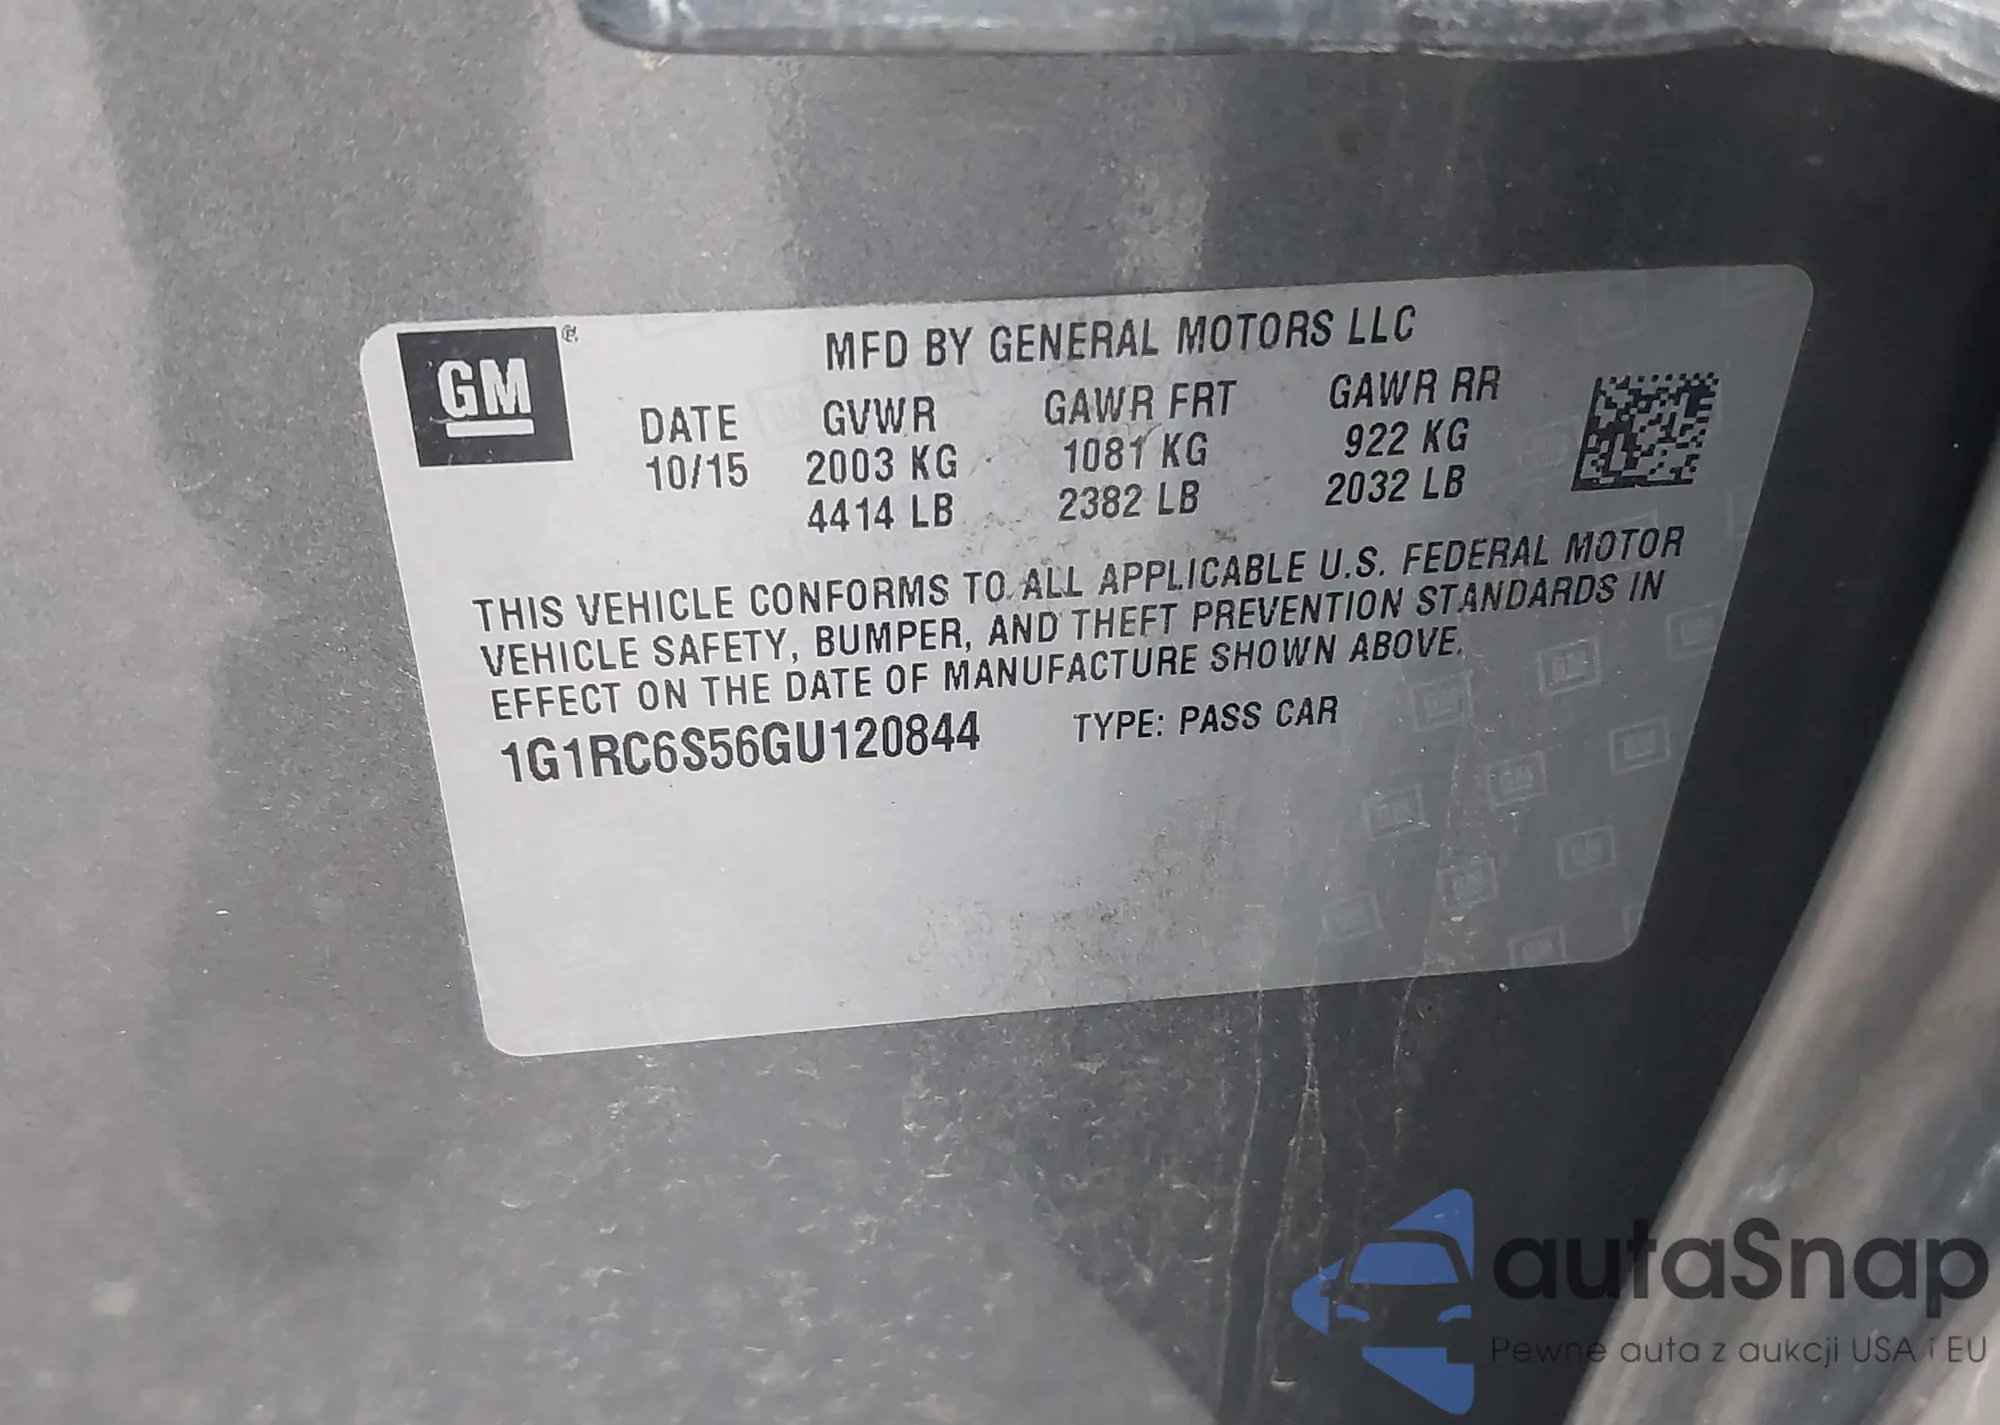 GM
MFD BY GENERAL MOTORS LLC
DATE GVWR GAWR FRT GAWR RR
10/15 2003 KG 1081 KG 922 KG
4414 LB 2382 LB 2032 LB
THIS VEHICLE CONFORMS TO ALL APPLICABLE U.S. FEDERAL MOTOR
VEHICLE SAFETY, BUMPER, AND THEFT PREVENTION STANDARDS IN
EFFECT ON THE DATE OF MANUFACTURE SHOWN ABOVE.
1G1RC6S56GU120844 TYPE: PASS CAR
autaSnap
Pewne auta z aukcji USA i EU